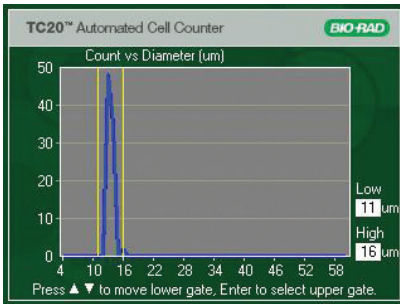 TC20™ Automated Cell Counter
BIO-RAD
Count vs Diameter (um)
50
40
30
20
10
0
4 10 16 22 28 34 40 46 52 58
Low
11 um
High
16 um
Press ▲ ▼ to move lower gate, Enter to select upper gate.